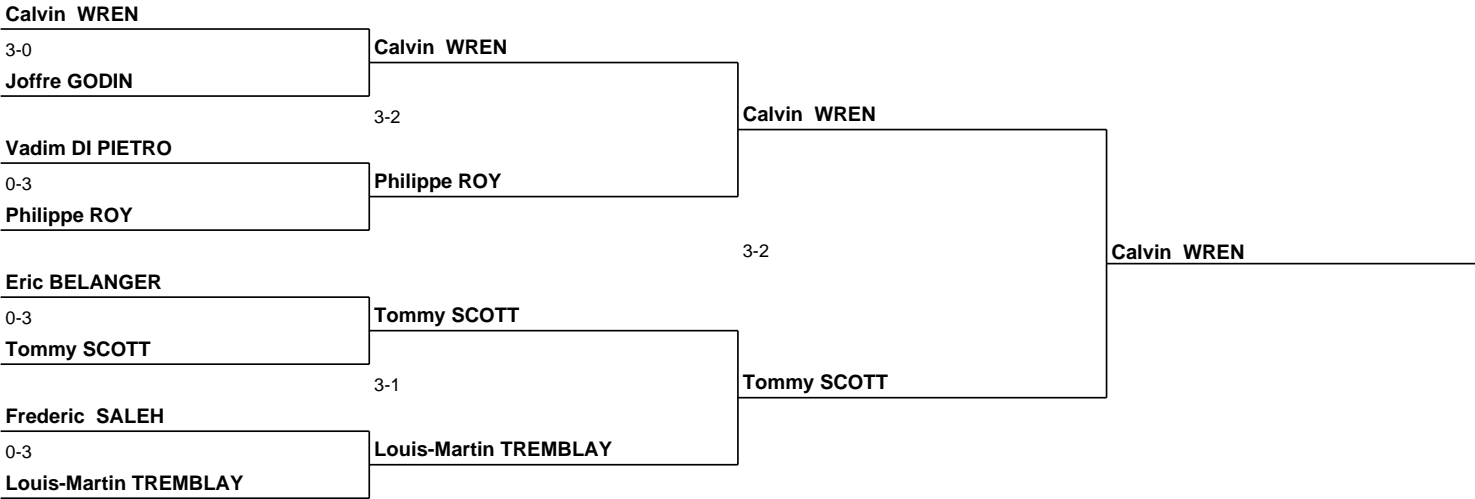 Calvin  WREN
3-0
Calvin  WREN
Joffre GODIN
3-2
Calvin  WREN
Vadim DI PIETRO
0-3
Philippe ROY
Philippe ROY
3-2
Calvin  WREN
Eric BELANGER
0-3
Tommy SCOTT
Tommy SCOTT
3-1
Tommy SCOTT
Frederic  SALEH
0-3
Louis-Martin TREMBLAY
Louis-Martin TREMBLAY